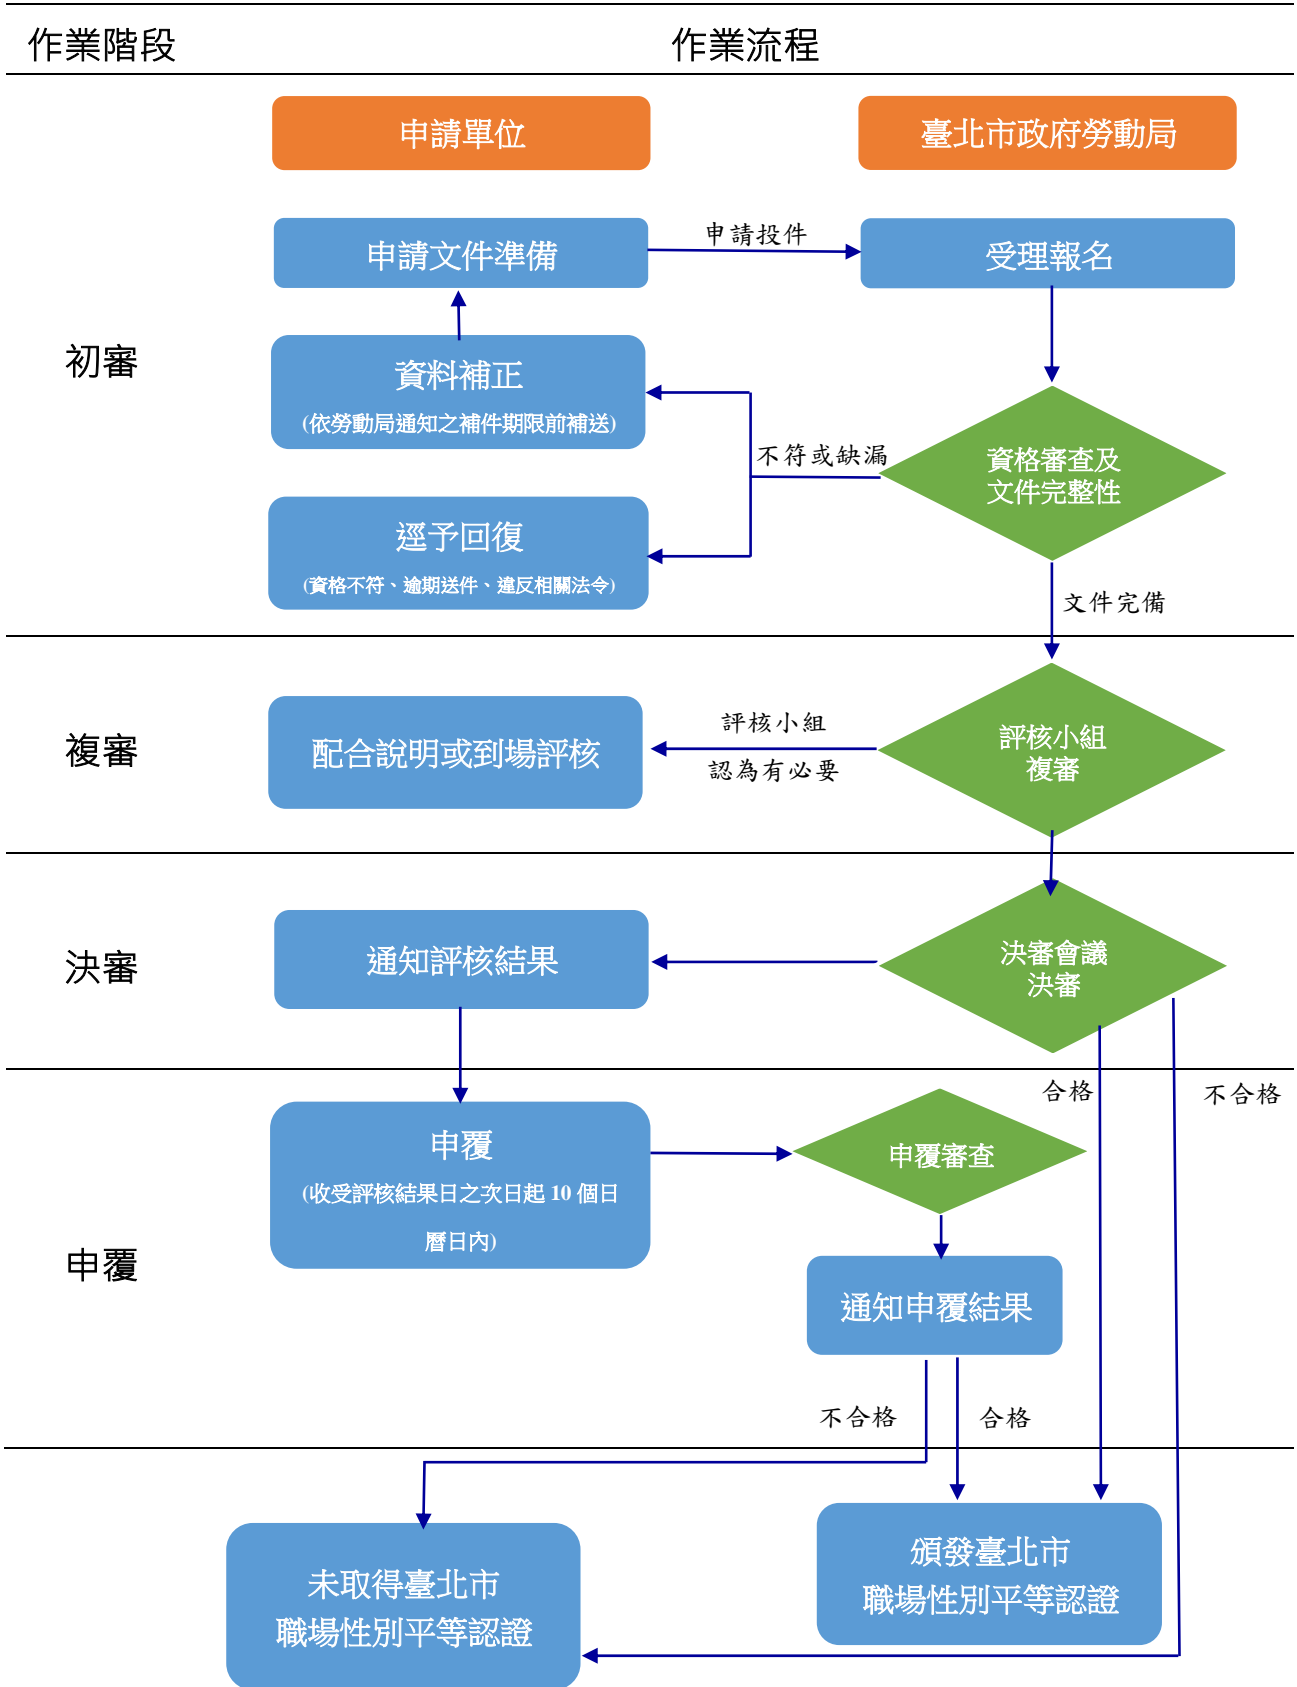 作業階段
作業流程
申請單位
臺北市政府勞動局
申請文件準備
申請投件
受理報名
初審
資料補正
(依勞動局通知之補件期限前補送)
不符或缺漏
資格審查及
文件完整性
逕予回復
(資格不符、逾期送件、違反相關法令)
文件完備
複審
配合說明或到場評核
評核小組
認為有必要
評核小組
複審
決審
通知評核結果
決審會議
決審
合格
不合格
申覆
申覆
(收受評核結果日之次日起 10 個日
曆日內)
申覆審查
通知申覆結果
不合格
合格
未取得臺北市
職場性別平等認證
頒發臺北市
職場性別平等認證